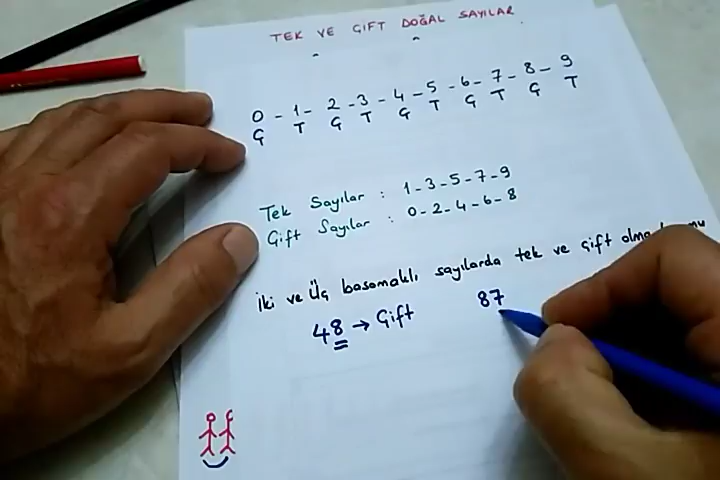 TEK VE ÇİFT DOĞAL SAYILAR
0 - 1 - 2 - 3 - 4 - 5 - 6 - 7 - 8 - 9
Ç T Ç T Ç T Ç T Ç T
Tek Sayılar : 1 - 3 - 5 - 7 - 9
Çift Sayılar : 0 - 2 - 4 - 6 - 8
İki ve Üç basamaklı sayılarda tek ve çift olma
48 → Çift 87